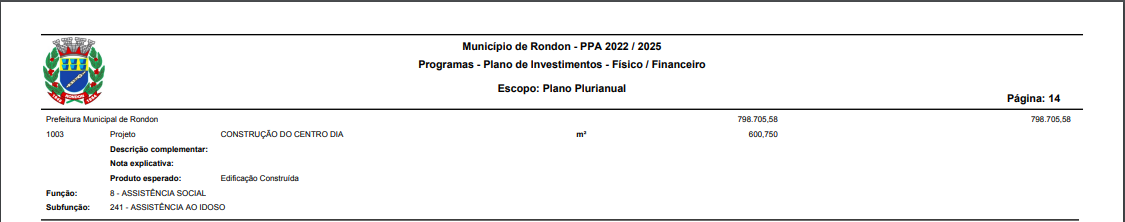 Município de Rondon - PPA 2022 / 2025
Programas - Plano de Investimentos - Físico / Financeiro
Escopo: Plano Plurianual
Página: 14
Prefeitura Municipal de Rondon 798.705,58 798.705,58
1003 Projeto CONSTRUÇÃO DO CENTRO DIA m² 600,750
Descrição complementar:
Nota explicativa:
Produto esperado: Edificação Construída
Função: 8 - ASSISTÊNCIA SOCIAL
Subfunção: 241 - ASSISTÊNCIA AO IDOSO